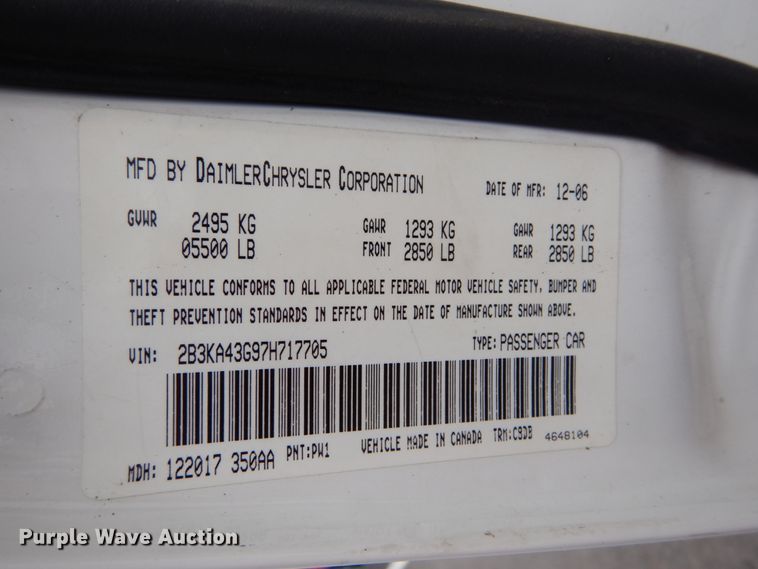 MFD BY DAIMLERCHRYSLER CORPORATION DATE OF MFR: 12-06
GVWR 2495 KG GAWR 1293 KG GAWR 1293 KG
05500 LB FRONT 2850 LB REAR 2850 LB
THIS VEHICLE CONFORMS TO ALL APPLICABLE FEDERAL MOTOR VEHICLE SAFETY, BUMPER AND
THEFT PREVENTION STANDARDS IN EFFECT ON THE DATE OF MANUFACTURE SHOWN ABOVE.
VIN: 2B3KA43G97H717705 TYPE: PASSENGER CAR
MDH: 122017 350AA PNT: PW1 VEHICLE MADE IN CANADA TRM: C9DB 4648104
Purple Wave Auction